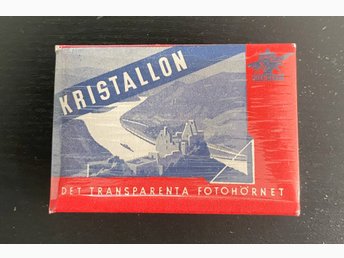 KRISTALLON
DET TRANSPARENTA FOTOHÖRNET